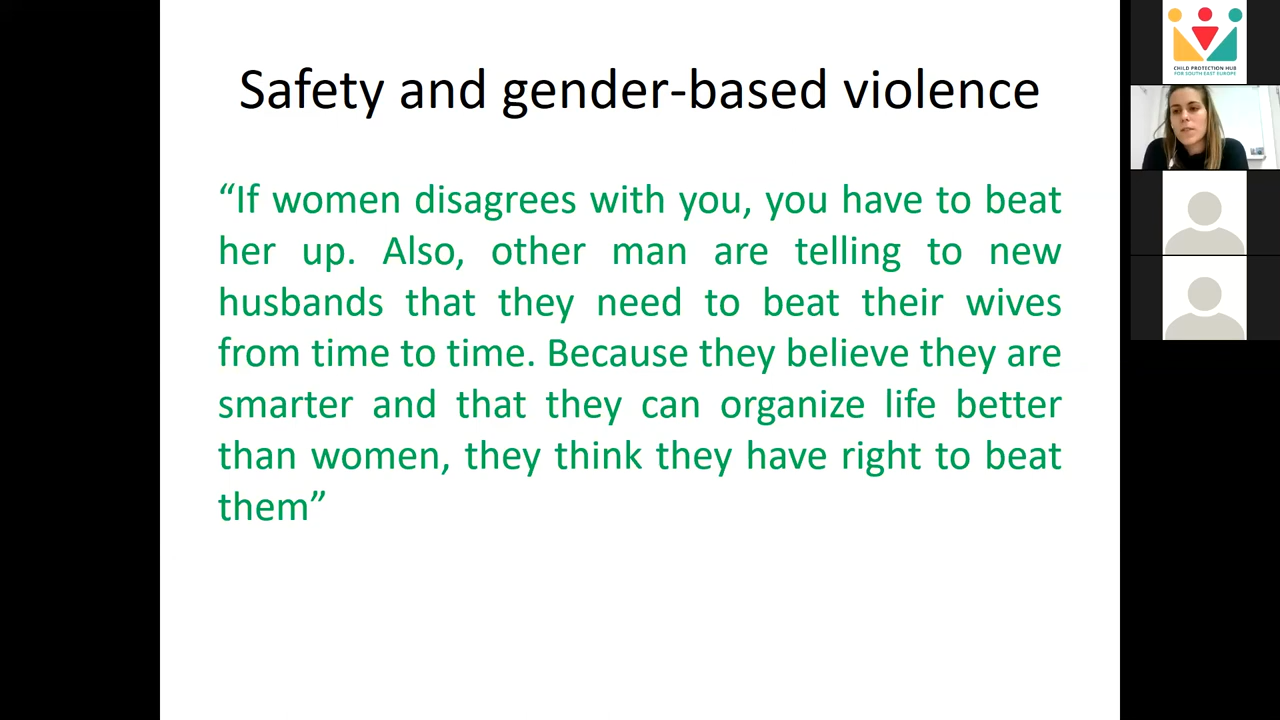 Safety and gender-based violence
“If women disagrees with you, you have to beat
her up. Also, other man are telling to new
husbands that they need to beat their wives
from time to time. Because they believe they are
smarter and that they can organize life better
than women, they think they have right to beat
them”
CHILD PROTECTION HUB
FOR SOUTH EAST EUROPE